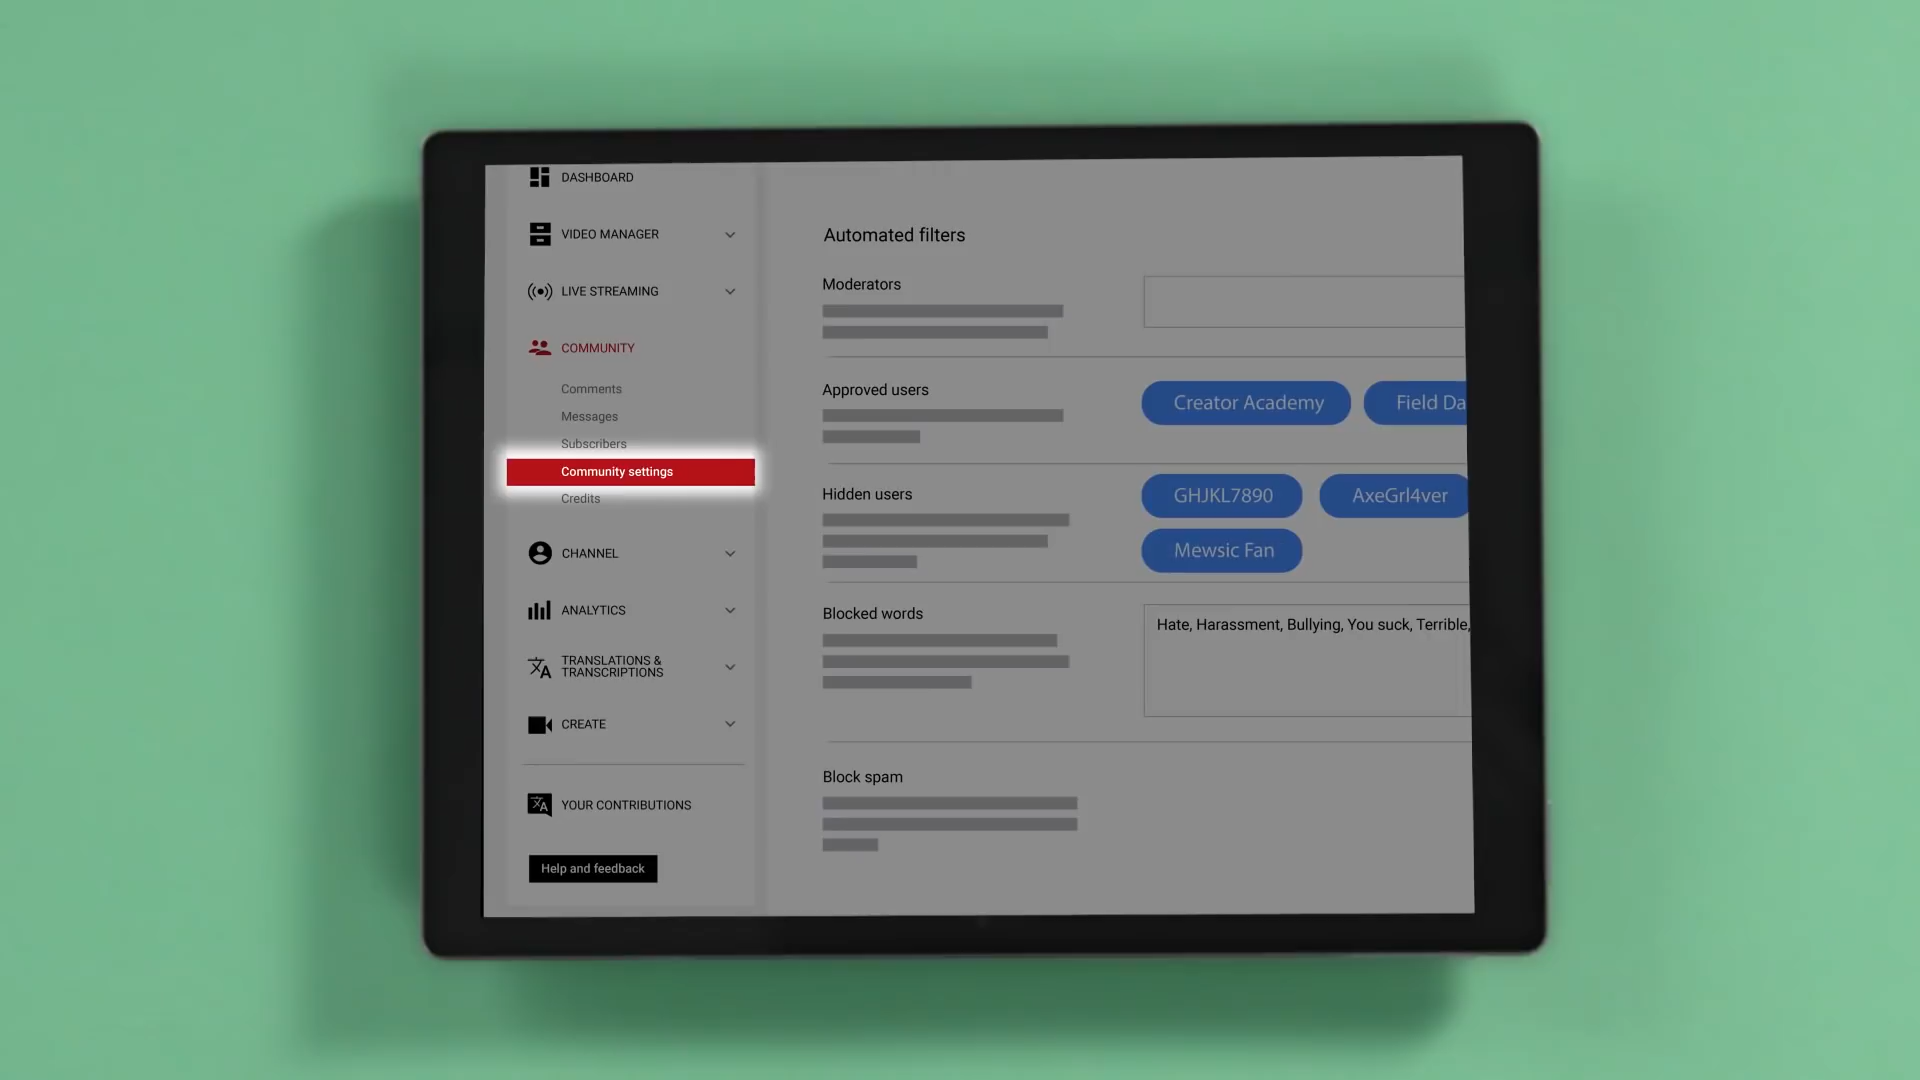 DASHBOARD
VIDEO MANAGER
LIVE STREAMING
COMMUNITY
Comments
Messages
Subscribers
Community settings
Credits
CHANNEL
ANALYTICS
TRANSLATIONS &
TRANSCRIPTIONS
CREATE
YOUR CONTRIBUTIONS
Help and feedback
Automated filters
Moderators
Approved users
Creator Academy
Field Da
Hidden users
GHJKL7890
AxeGrl4ver
Mewsic Fan
Blocked words
Hate, Harassment, Bullying, You suck, Terrible,
Block spam